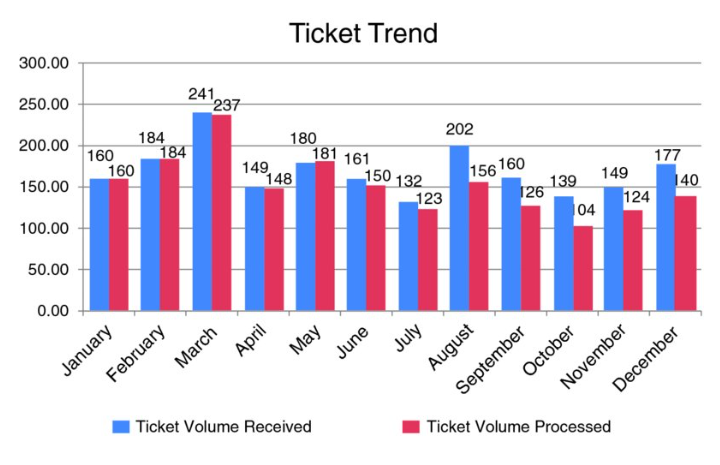 Ticket Trend
300.00
250.00
200.00
150.00
100.00
50.00
0.00
160
160
184
184
241
237
149
148
180
181
161
150
132
123
202
156
160
126
139
104
149
124
177
140
January
February
March
April
May
June
July
August
September
October
November
December
Ticket Volume Received
Ticket Volume Processed